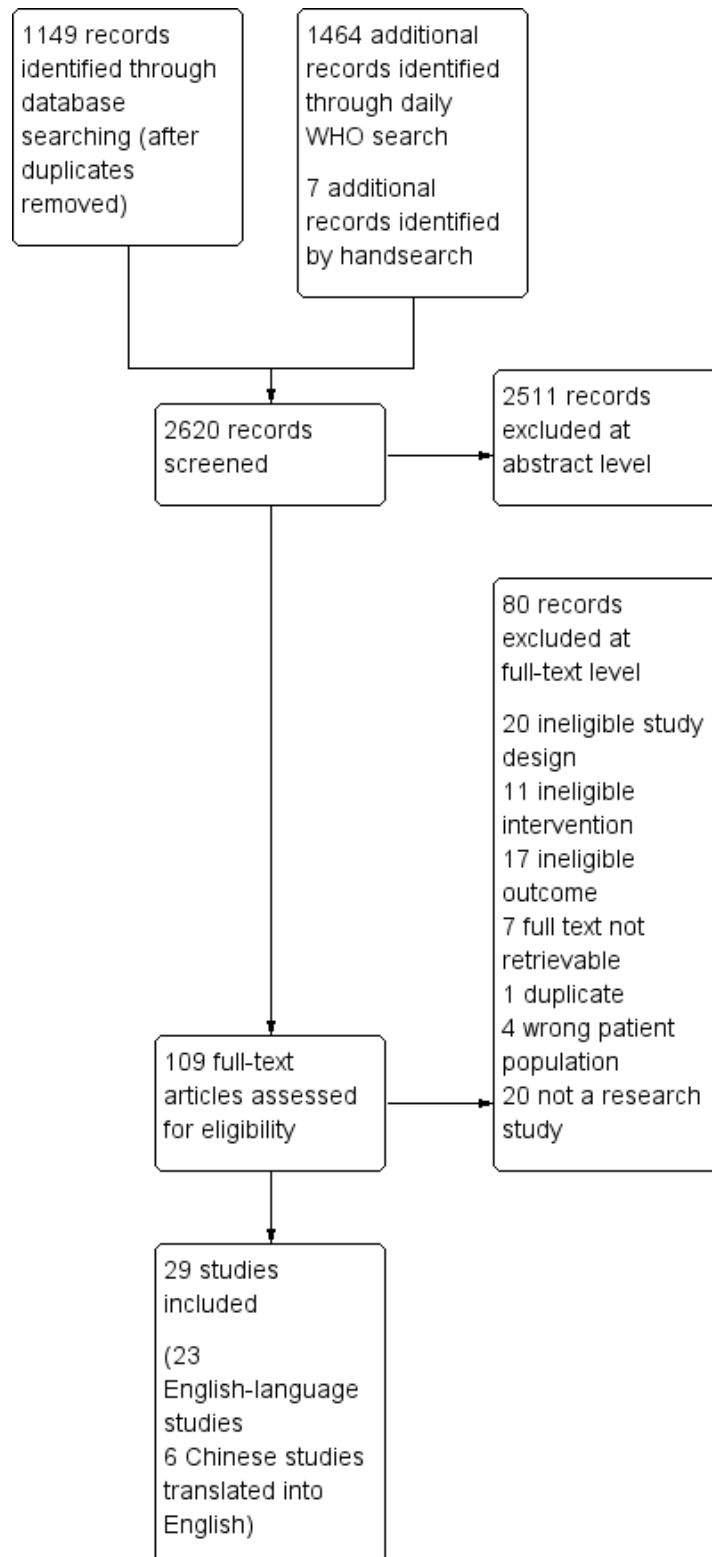 1149 records
identified through
database
searching (after
duplicates
removed)
1464 additional
records identified
through daily
WHO search
7 additional
records identified
by handsearch
2620 records
screened
2511 records
excluded at
abstract level
80 records
excluded at
full-text level
20 ineligible study
design
11 ineligible
intervention
17 ineligible
outcome
7 full text not
retrievable
1 duplicate
4 wrong patient
population
20 not a research
study
109 full-text
articles assessed
for eligibility
29 studies
included
(23
English-language
studies
6 Chinese studies
translated into
English)